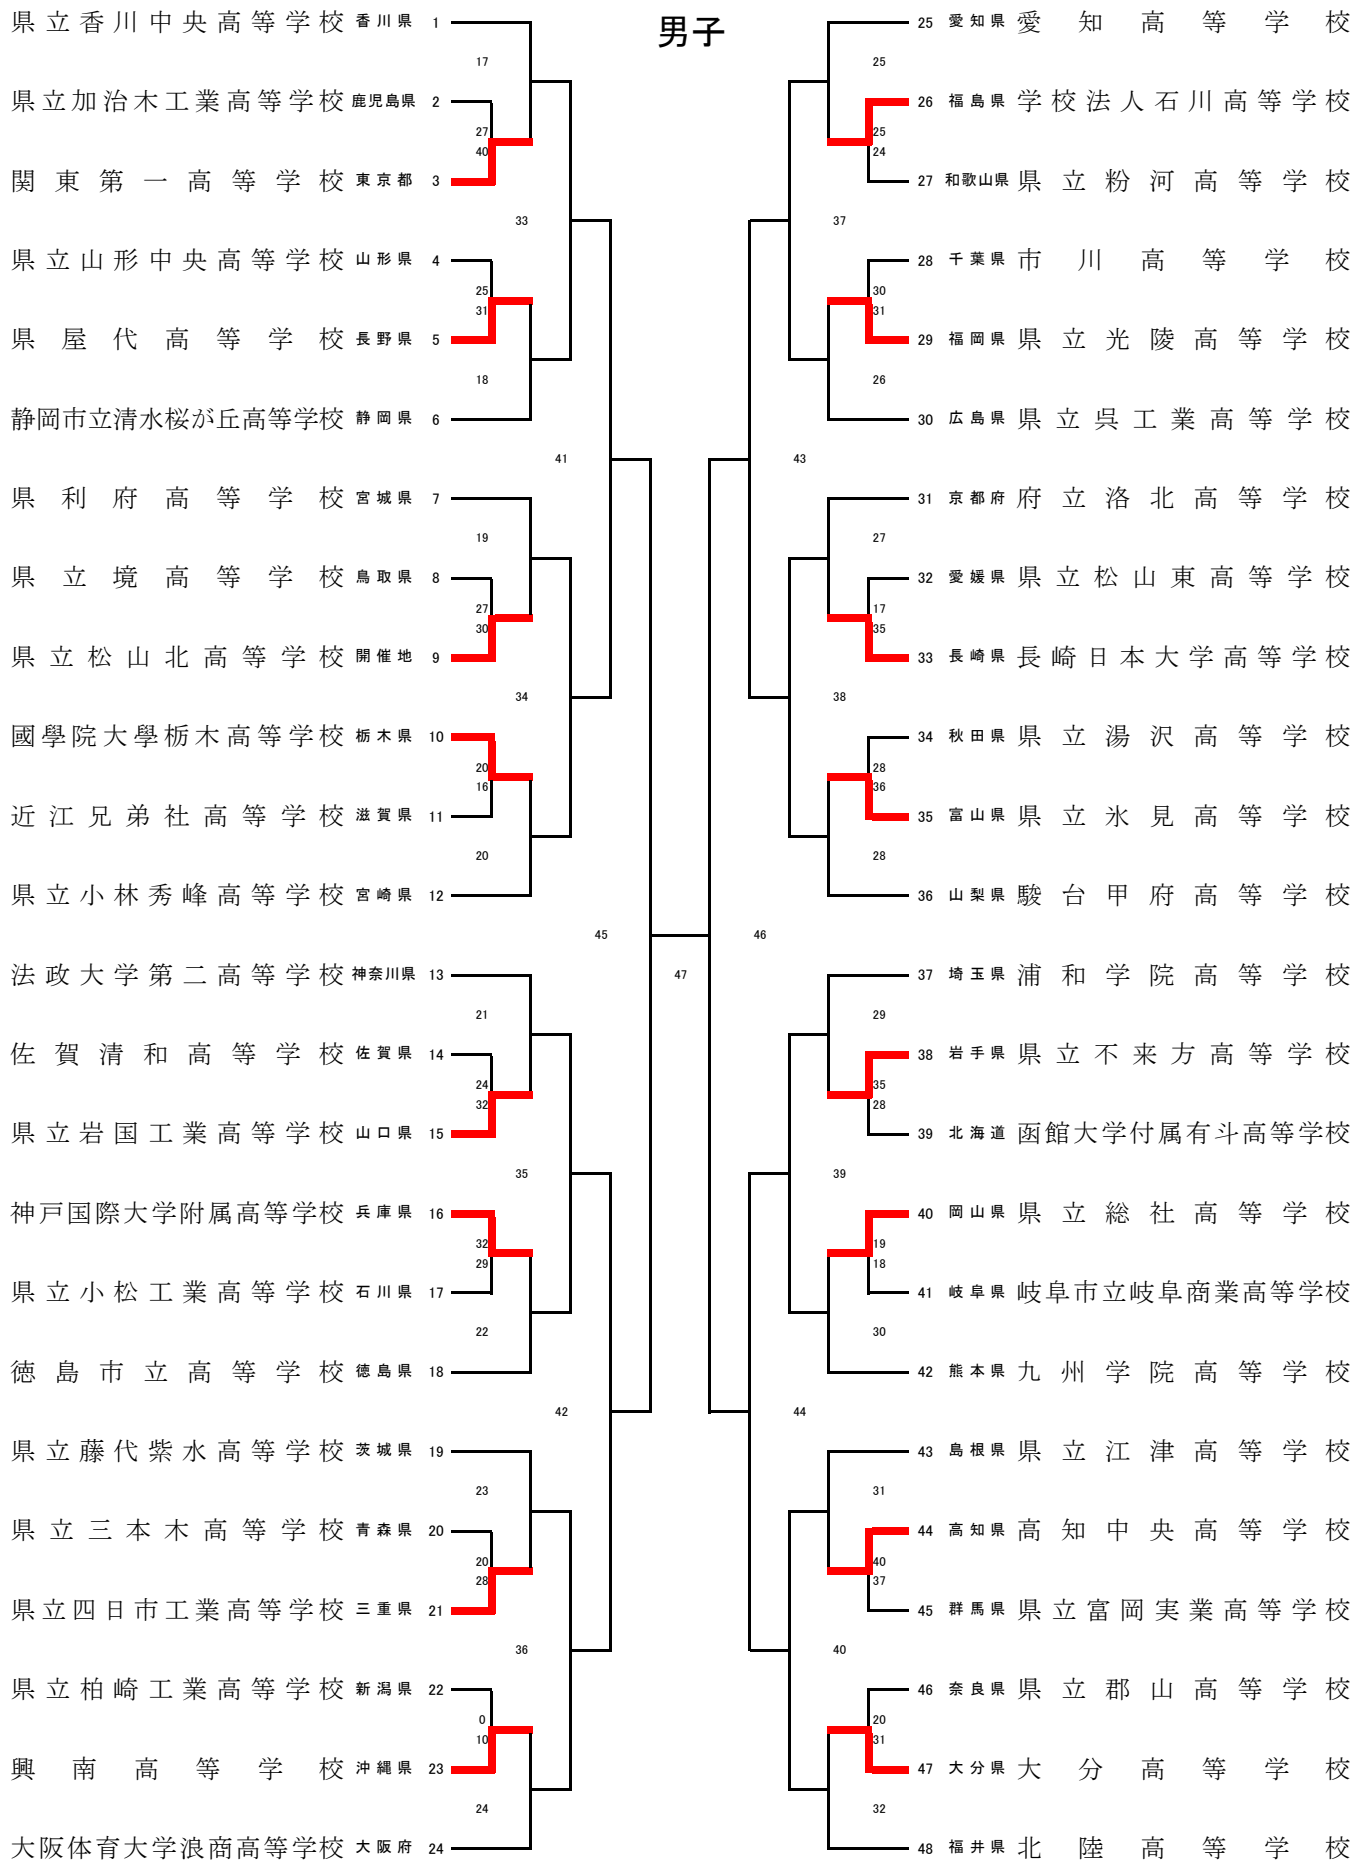 男子
県立香川中央高等学校 香川県 1
17
県立加治木工業高等学校 鹿児島県 2
27
40
関東第一高等学校 東京都 3
33
県立山形中央高等学校 山形県 4
25
31
県屋代高等学校 長野県 5
18
静岡市立清水桜が丘高等学校 静岡県 6
41
県利府高等学校 宮城県 7
19
県立境高等学校 鳥取県 8
27
30
県立松山北高等学校 開催地 9
34
國學院大學栃木高等学校 栃木県 10
20
16
近江兄弟社高等学校 滋賀県 11
20
県立小林秀峰高等学校 宮崎県 12
45
法政大学第二高等学校 神奈川県 13
21
佐賀清和高等学校 佐賀県 14
24
32
県立岩国工業高等学校 山口県 15
35
神戸国際大学附属高等学校 兵庫県 16
32
29
県立小松工業高等学校 石川県 17
22
徳島市立高等学校 徳島県 18
42
県立藤代紫水高等学校 茨城県 19
23
県立三本木高等学校 青森県 20
20
28
県立四日市工業高等学校 三重県 21
36
県立柏崎工業高等学校 新潟県 22
0
10
興南高等学校 沖縄県 23
24
大阪体育大学浪商高等学校 大阪府 24
47
25 愛知県 愛知高等学校
25
26 福島県 学校法人石川高等学校
25
24
27 和歌山県 県立粉河高等学校
37
28 千葉県 市川高等学校
30
31
29 福岡県 県立光陵高等学校
26
30 広島県 県立呉工業高等学校
43
31 京都府 府立洛北高等学校
27
32 愛媛県 県立松山東高等学校
17
35
33 長崎県 長崎日本大学高等学校
38
34 秋田県 県立湯沢高等学校
28
36
35 富山県 県立氷見高等学校
28
36 山梨県 駿台甲府高等学校
46
37 埼玉県 浦和学院高等学校
29
38 岩手県 県立不来方高等学校
35
28
39 北海道 函館大学付属有斗高等学校
39
40 岡山県 県立総社高等学校
19
18
41 岐阜県 岐阜市立岐阜商業高等学校
30
42 熊本県 九州学院高等学校
44
43 島根県 県立江津高等学校
31
44 高知県 高知中央高等学校
40
37
45 群馬県 県立富岡実業高等学校
40
46 奈良県 県立郡山高等学校
20
31
47 大分県 大分高等学校
32
48 福井県 北陸高等学校